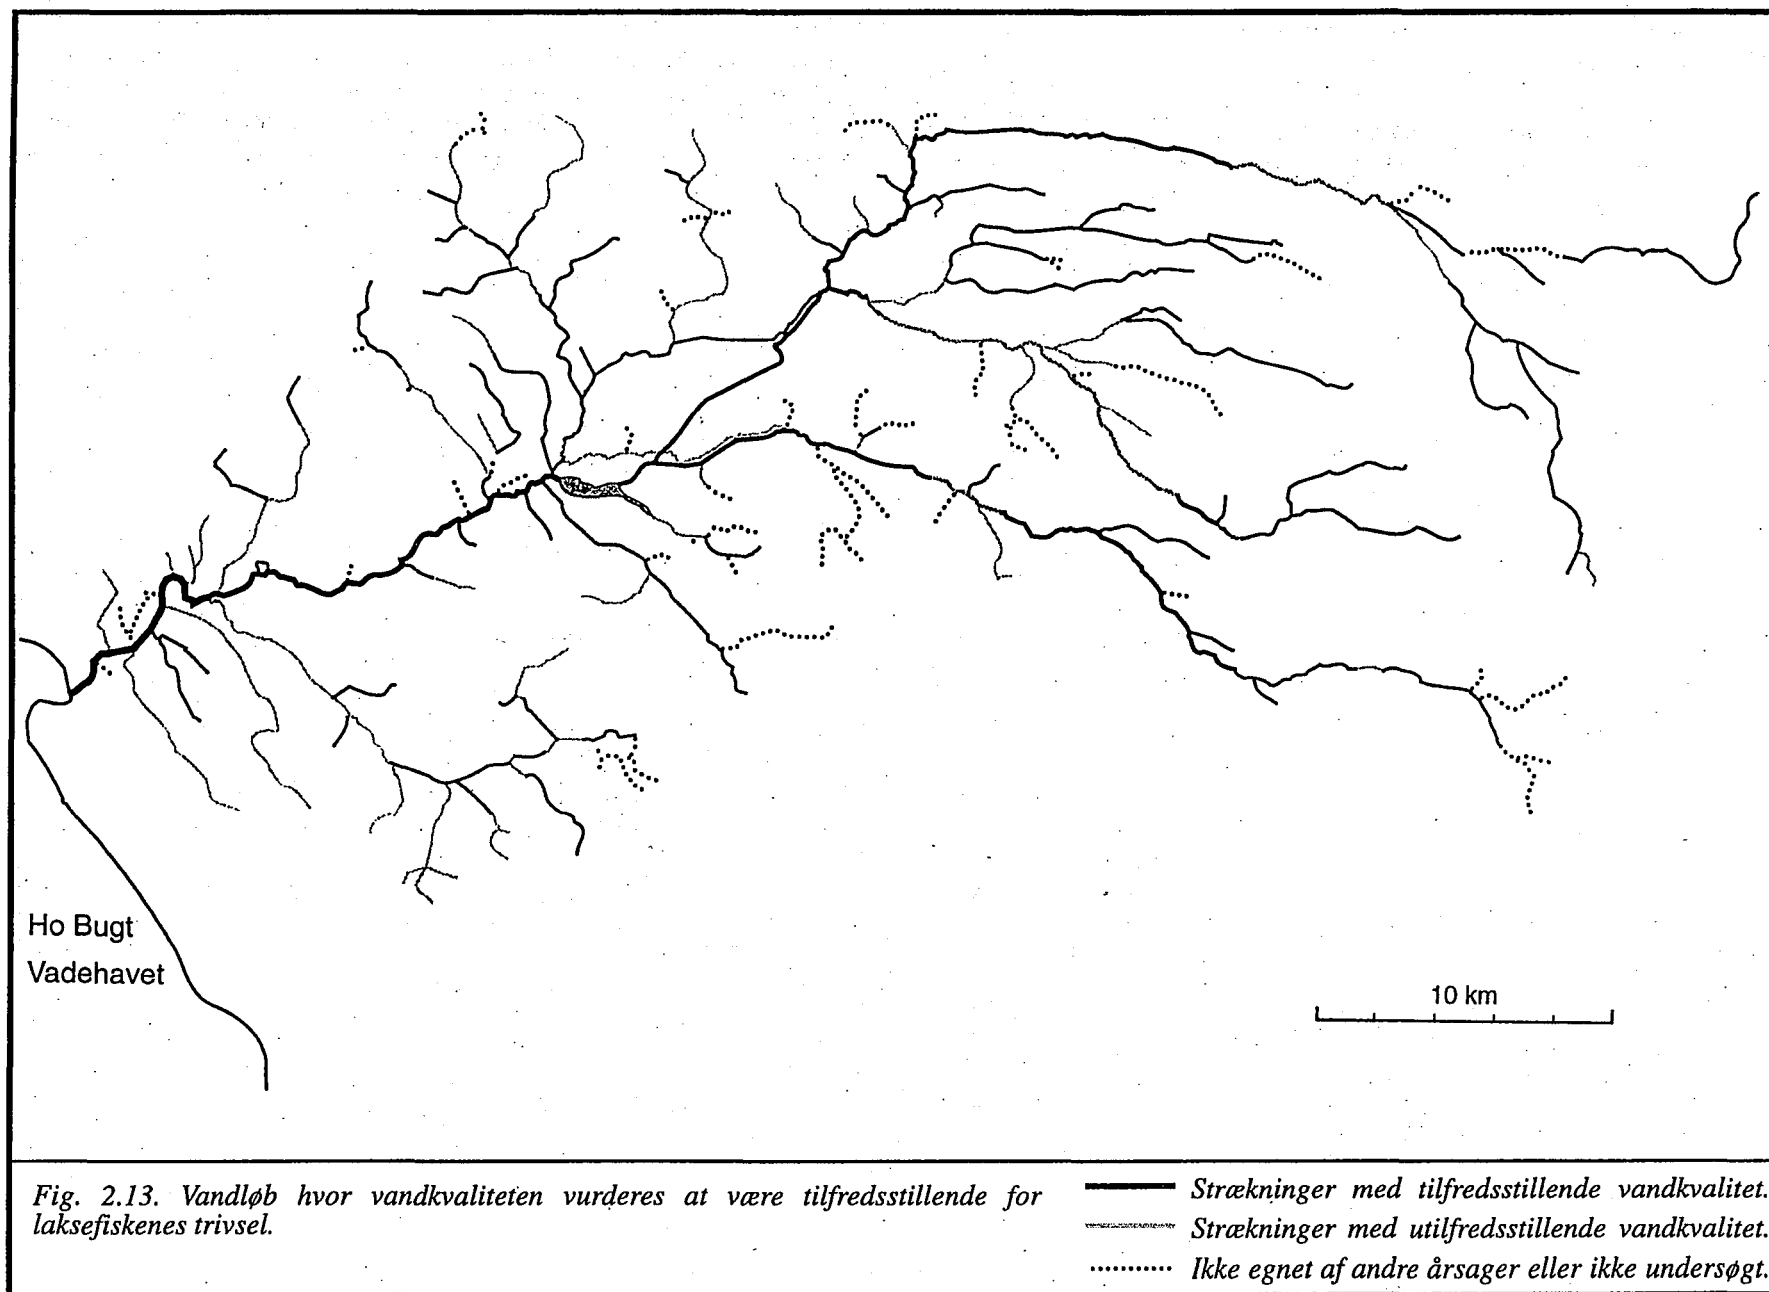 Ho Bugt
Vadehavet
10 km
Fig. 2.13. Vandløb hvor vandkvaliteten vurderes at være tilfredsstillende for
laksefiskenes trivsel.
Strækninger med tilfredsstillende vandkvalitet.
Strækninger med utilfredsstillende vandkvalitet.
Ikke egnet af andre årsager eller ikke undersøgt.